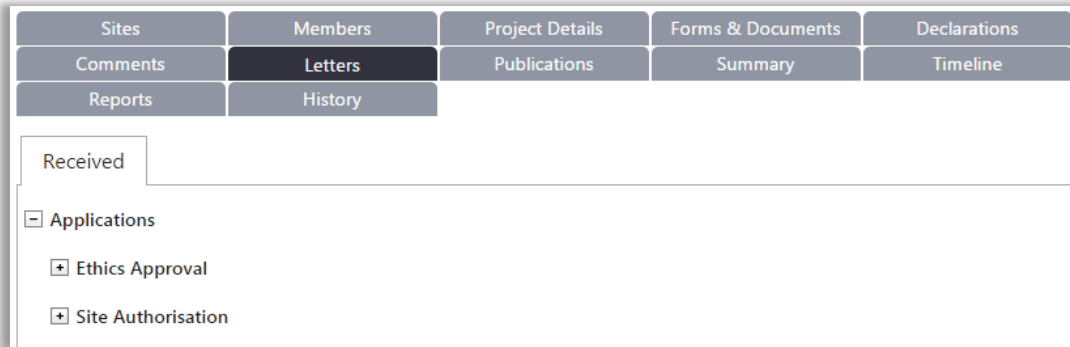 Sites Members Project Details Forms & Documents Declarations
Comments Letters Publications Summary Timeline
Reports History
Received
Applications
Ethics Approval
Site Authorisation